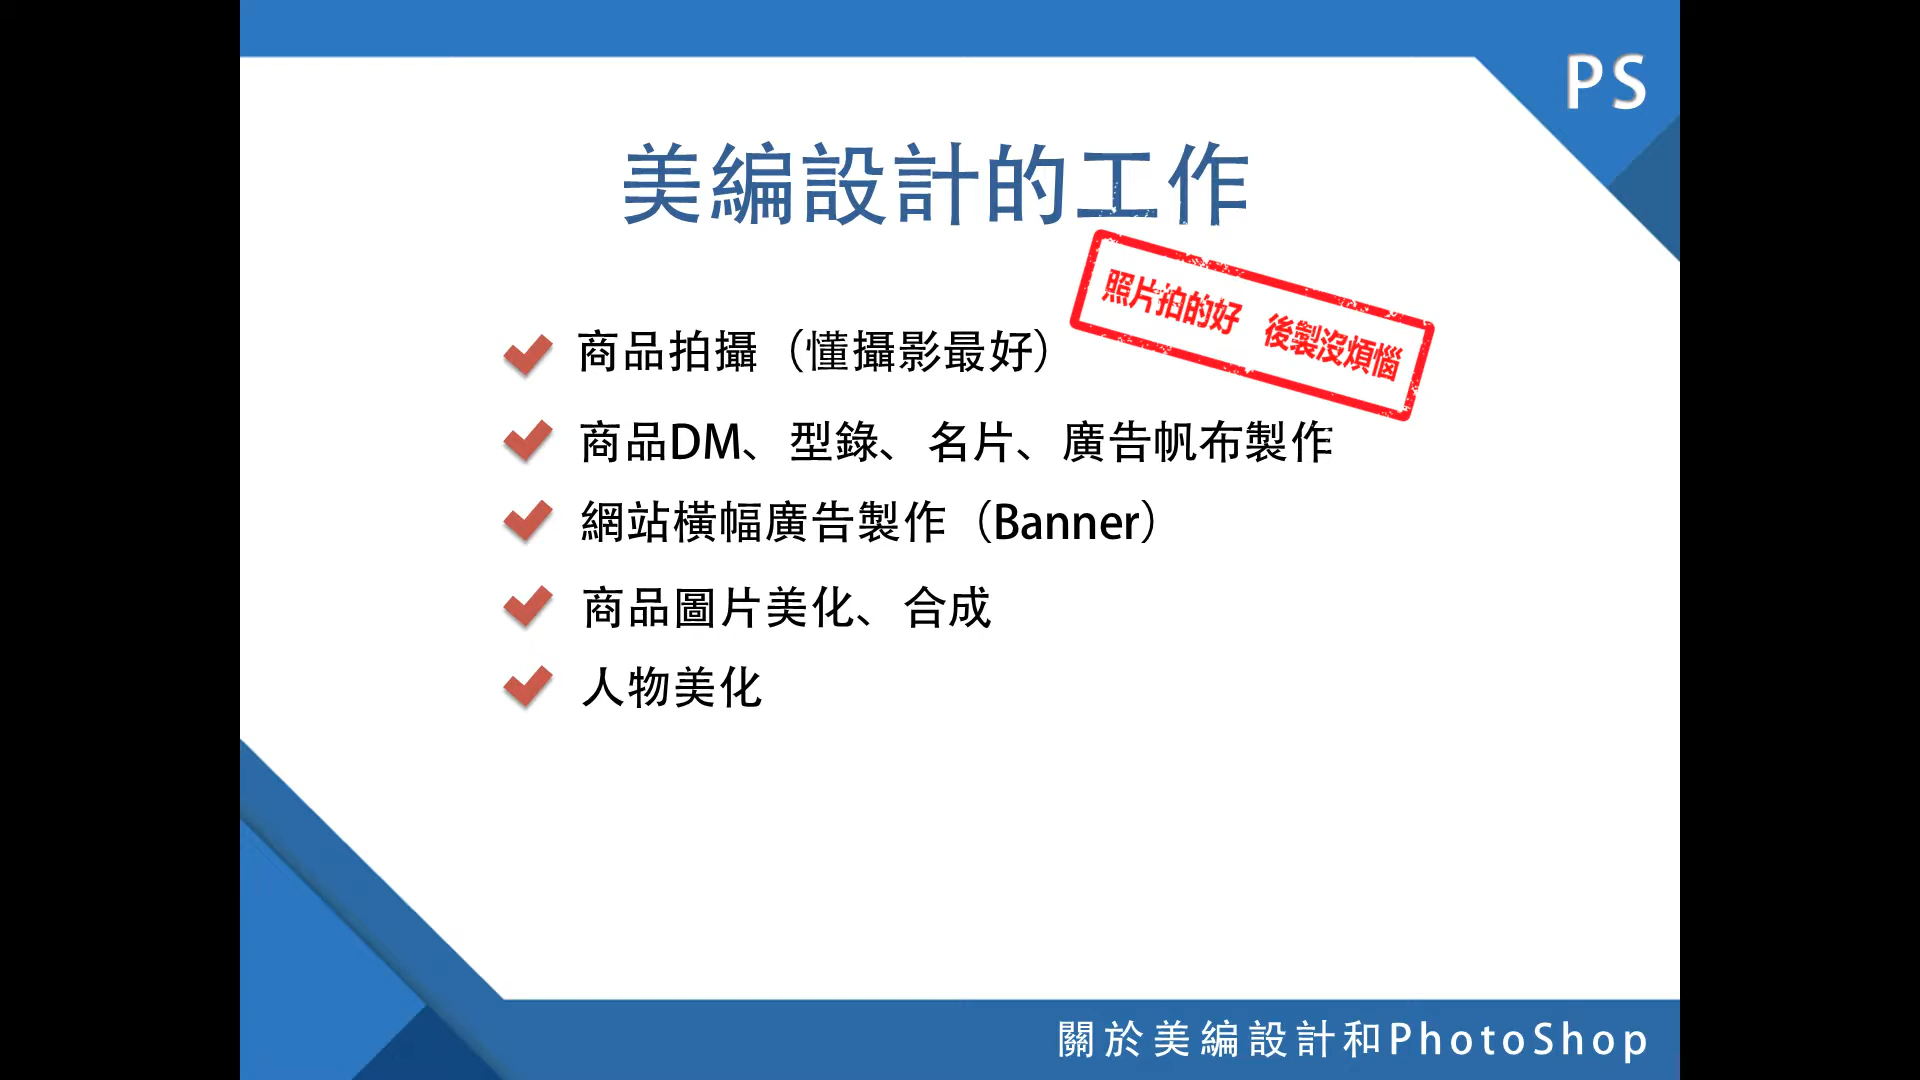 PS
美編設計的工作
照片拍的好 後製沒煩惱
商品拍攝（懂攝影最好）
商品DM、型錄、名片、廣告帆布製作
網站橫幅廣告製作（Banner）
商品圖片美化、合成
人物美化
關於美編設計和PhotoShop